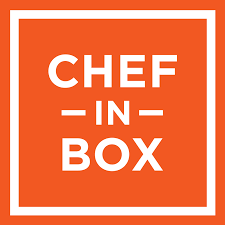 CHEF
– IN –
BOX